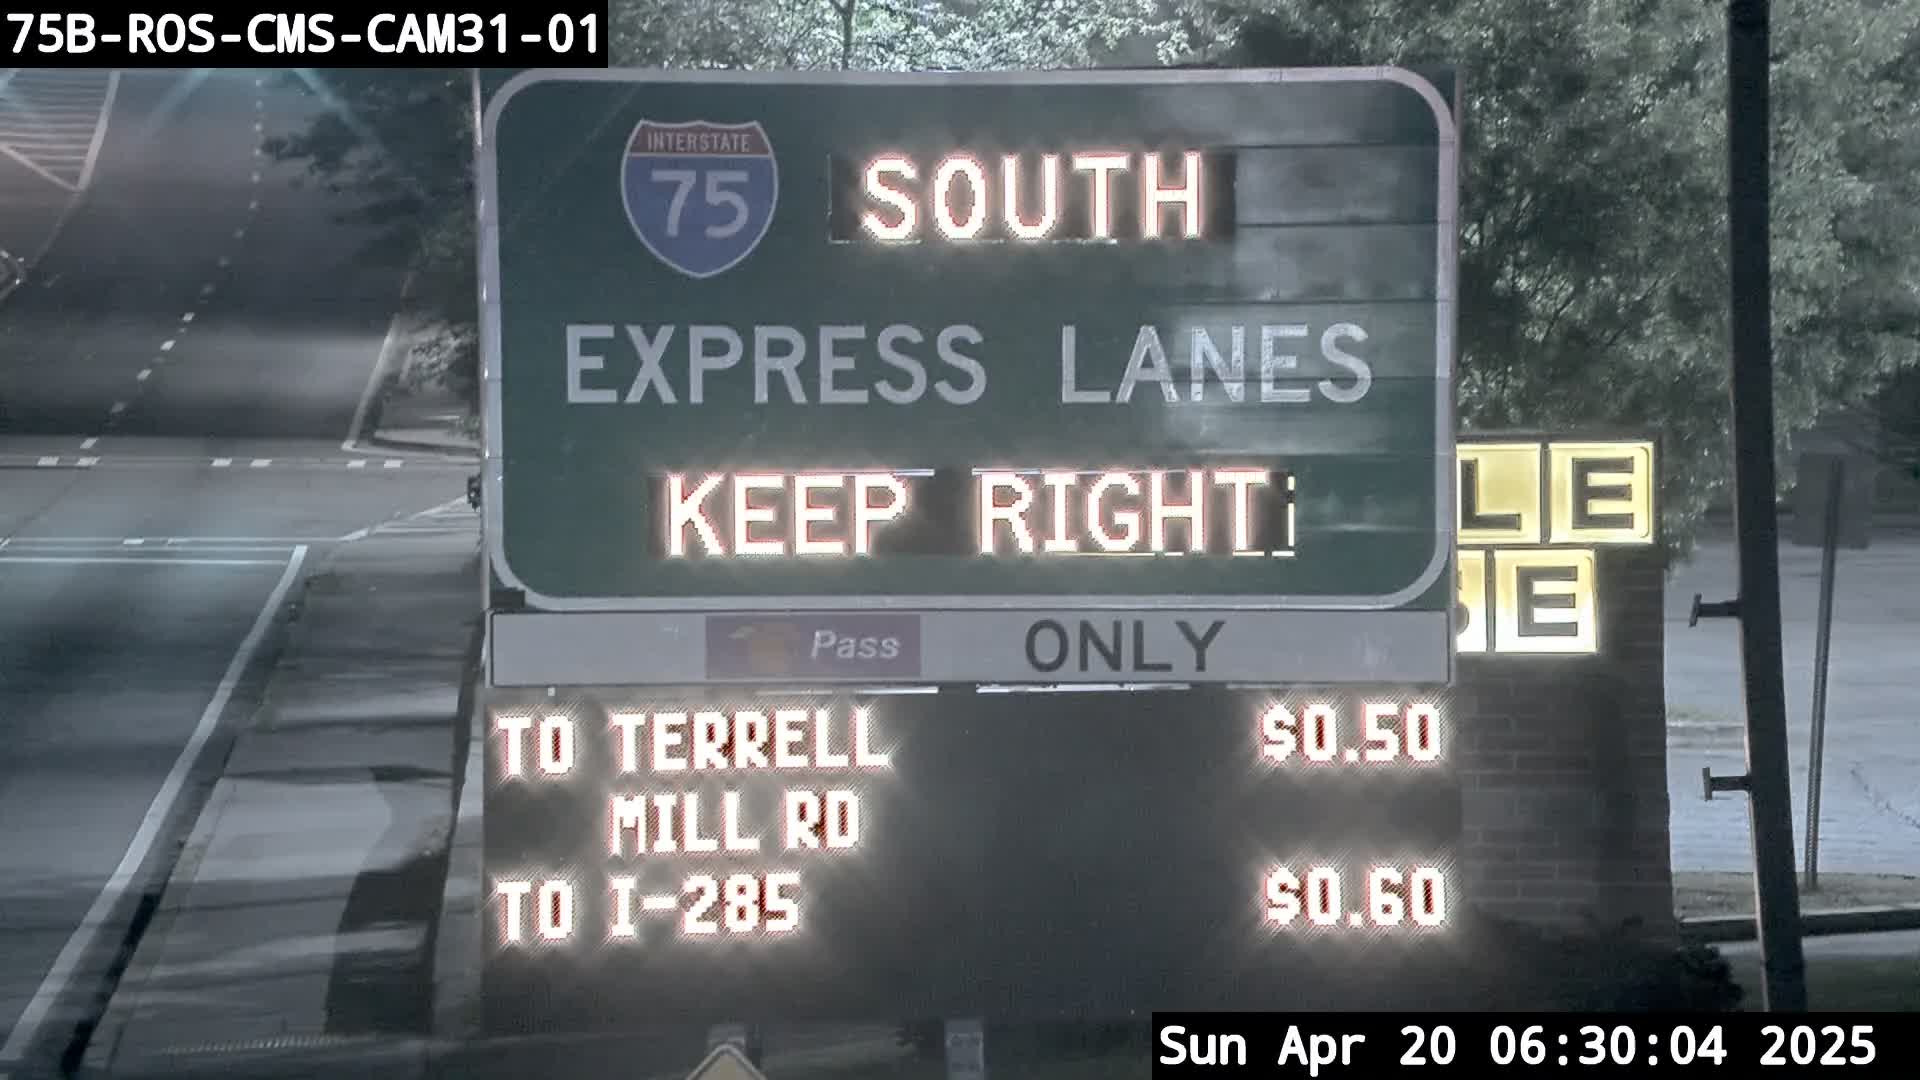 75B-ROS-CMS-CAM31-01
INTERSTATE
75
SOUTH
EXPRESS LANES
KEEP RIGHT
Pass ONLY
TO TERRELL $0.50
MILL RD
TO I-285 $0.60
LE
E
Sun Apr 20 06:30:04 2025